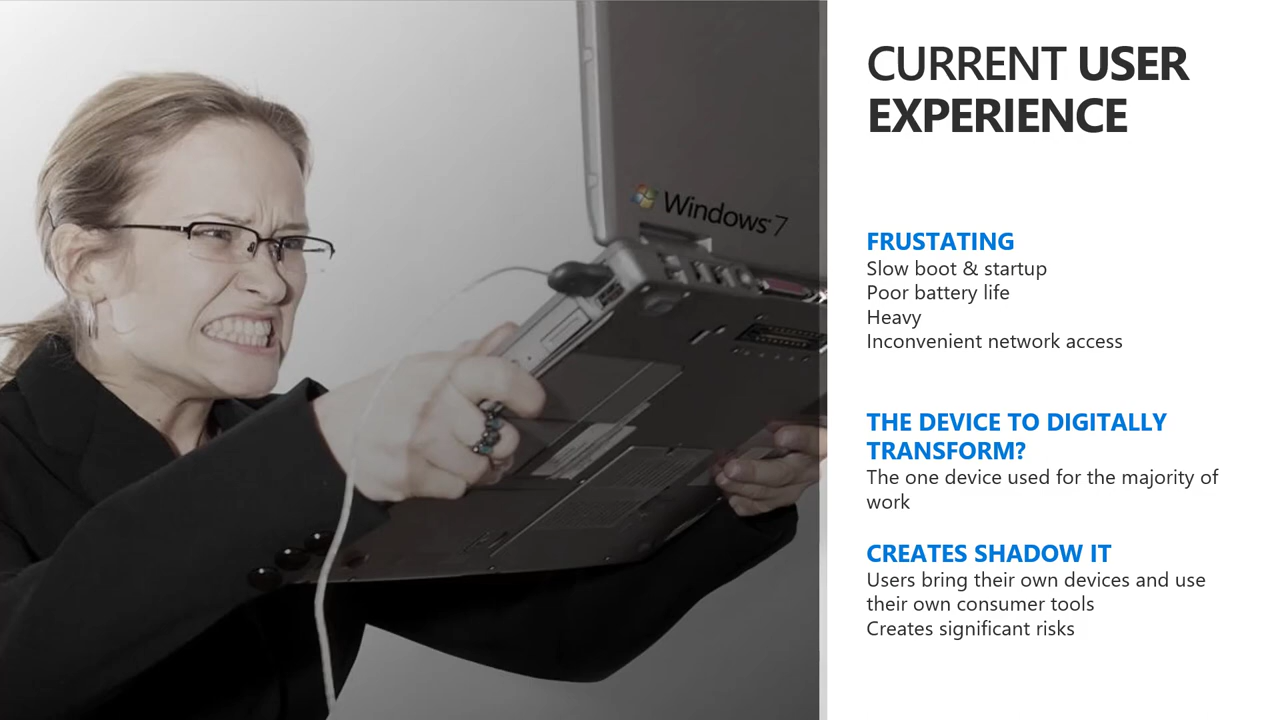 CURRENT USER
EXPERIENCE
Windows 7
FRUSTATING
Slow boot & startup
Poor battery life
Heavy
Inconvenient network access
THE DEVICE TO DIGITALLY
TRANSFORM?
The one device used for the majority of
work
CREATES SHADOW IT
Users bring their own devices and use
their own consumer tools
Creates significant risks